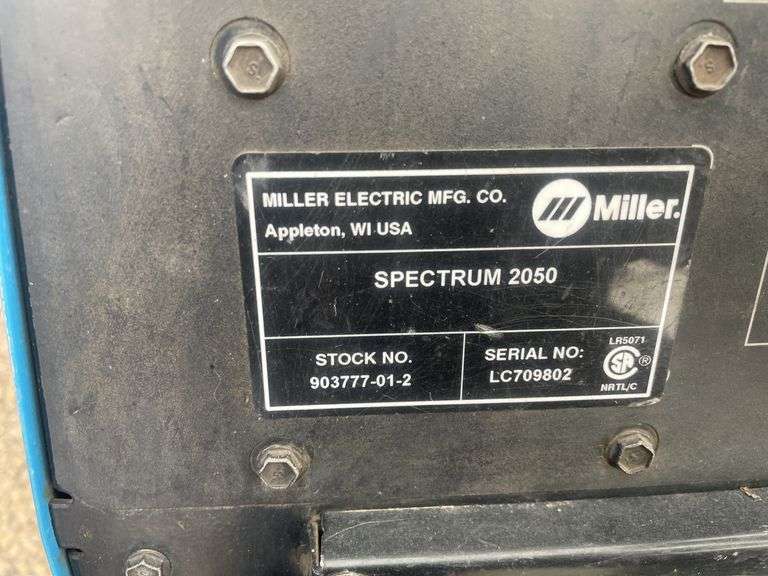 MILLER ELECTRIC MFG. CO.
Appleton, WI USA
Miller.
SPECTRUM 2050
STOCK NO.
903777-01-2
SERIAL NO:
LC709802
LR5071
SA ®
NRTL/C
S
S
S